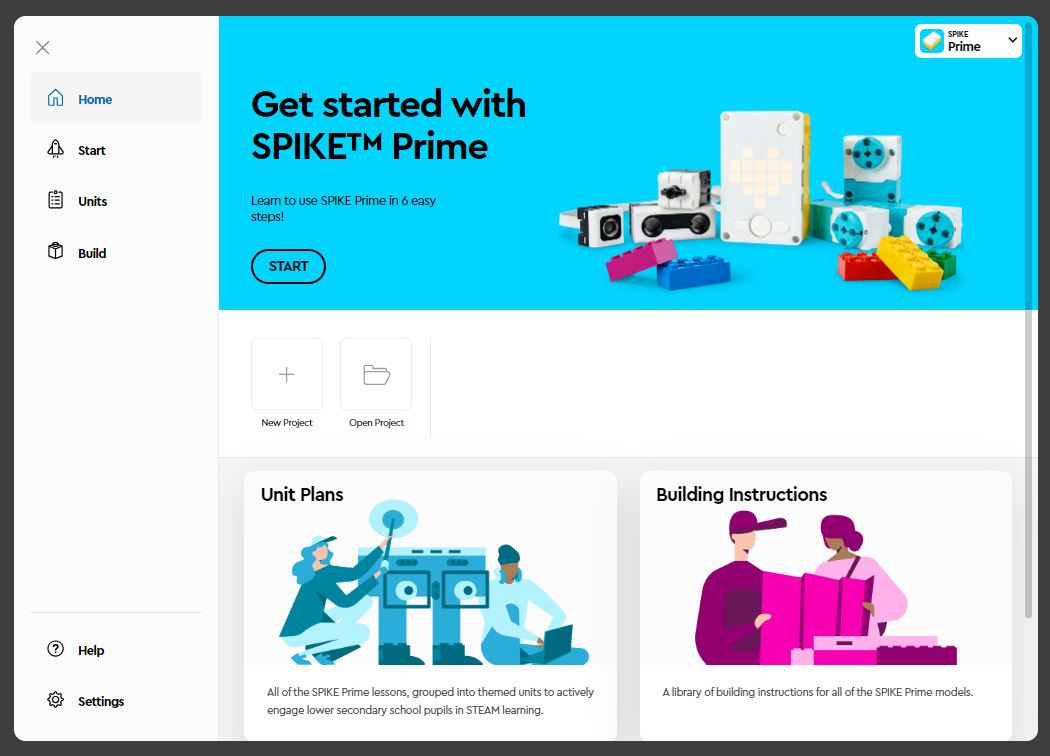 Home
Start
Units
Build
Help
Settings
SPIKE
Prime
Get started with
SPIKE™ Prime
Learn to use SPIKE Prime in 6 easy
steps!
START
New Project
Open Project
Unit Plans
All of the SPIKE Prime lessons, grouped into themed units to actively
engage lower secondary school pupils in STEAM learning.
Building Instructions
A library of building instructions for all of the SPIKE Prime models.